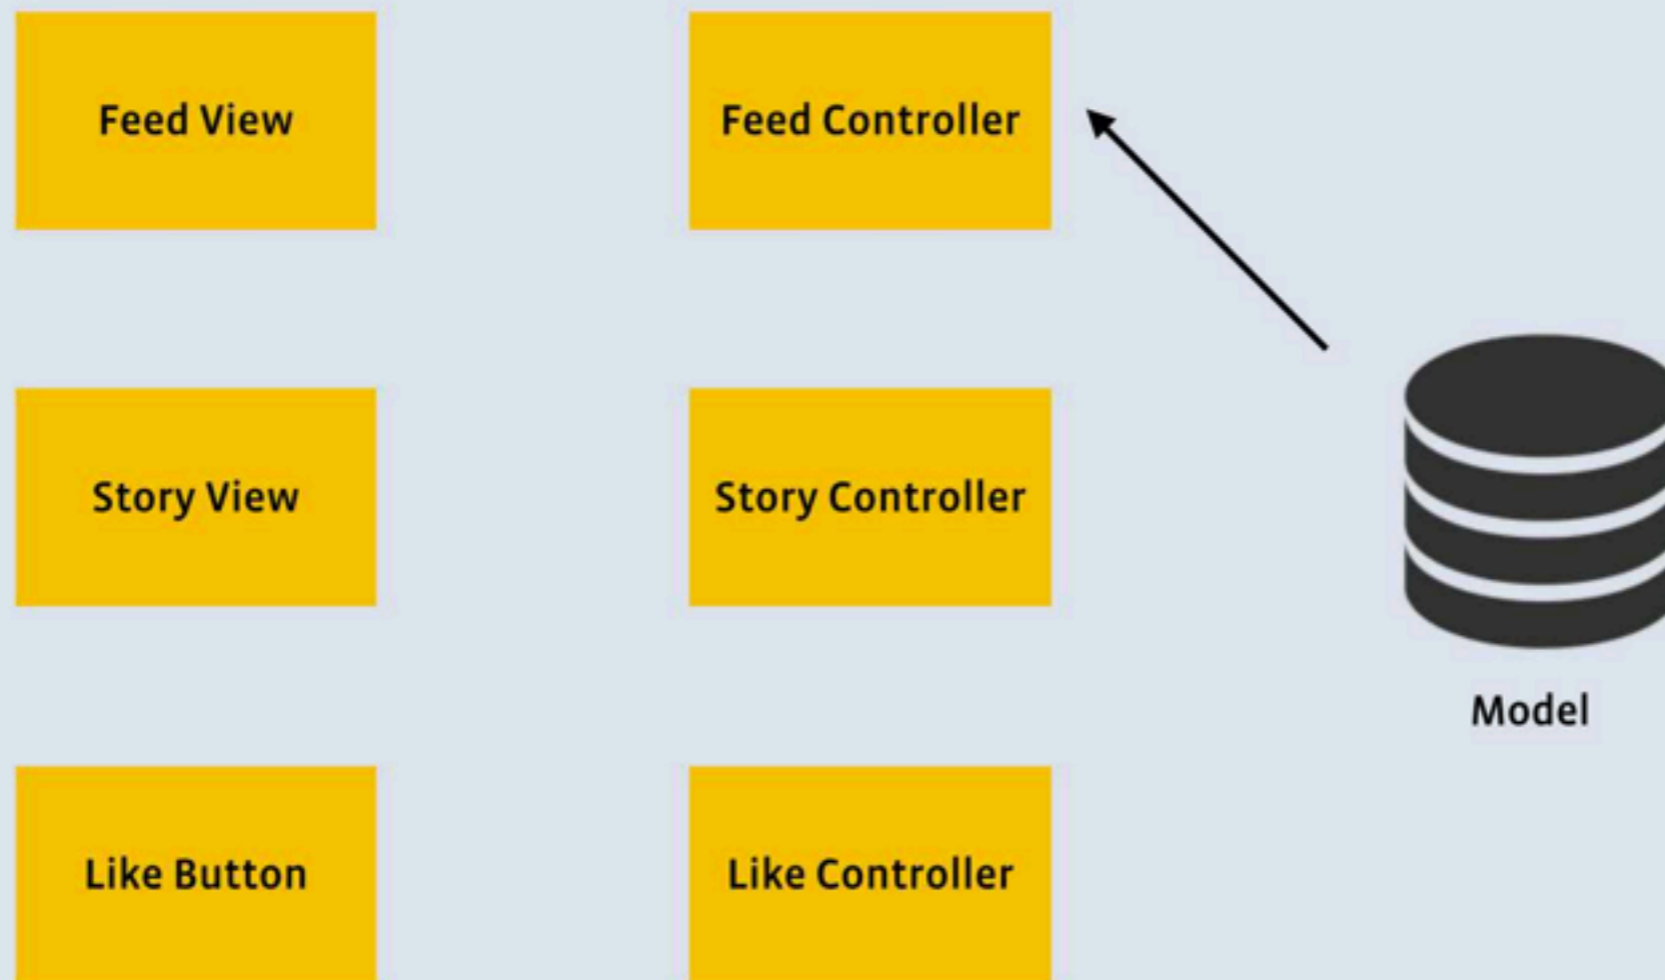 Feed View
Feed Controller
Story View
Story Controller
Model
Like Button
Like Controller